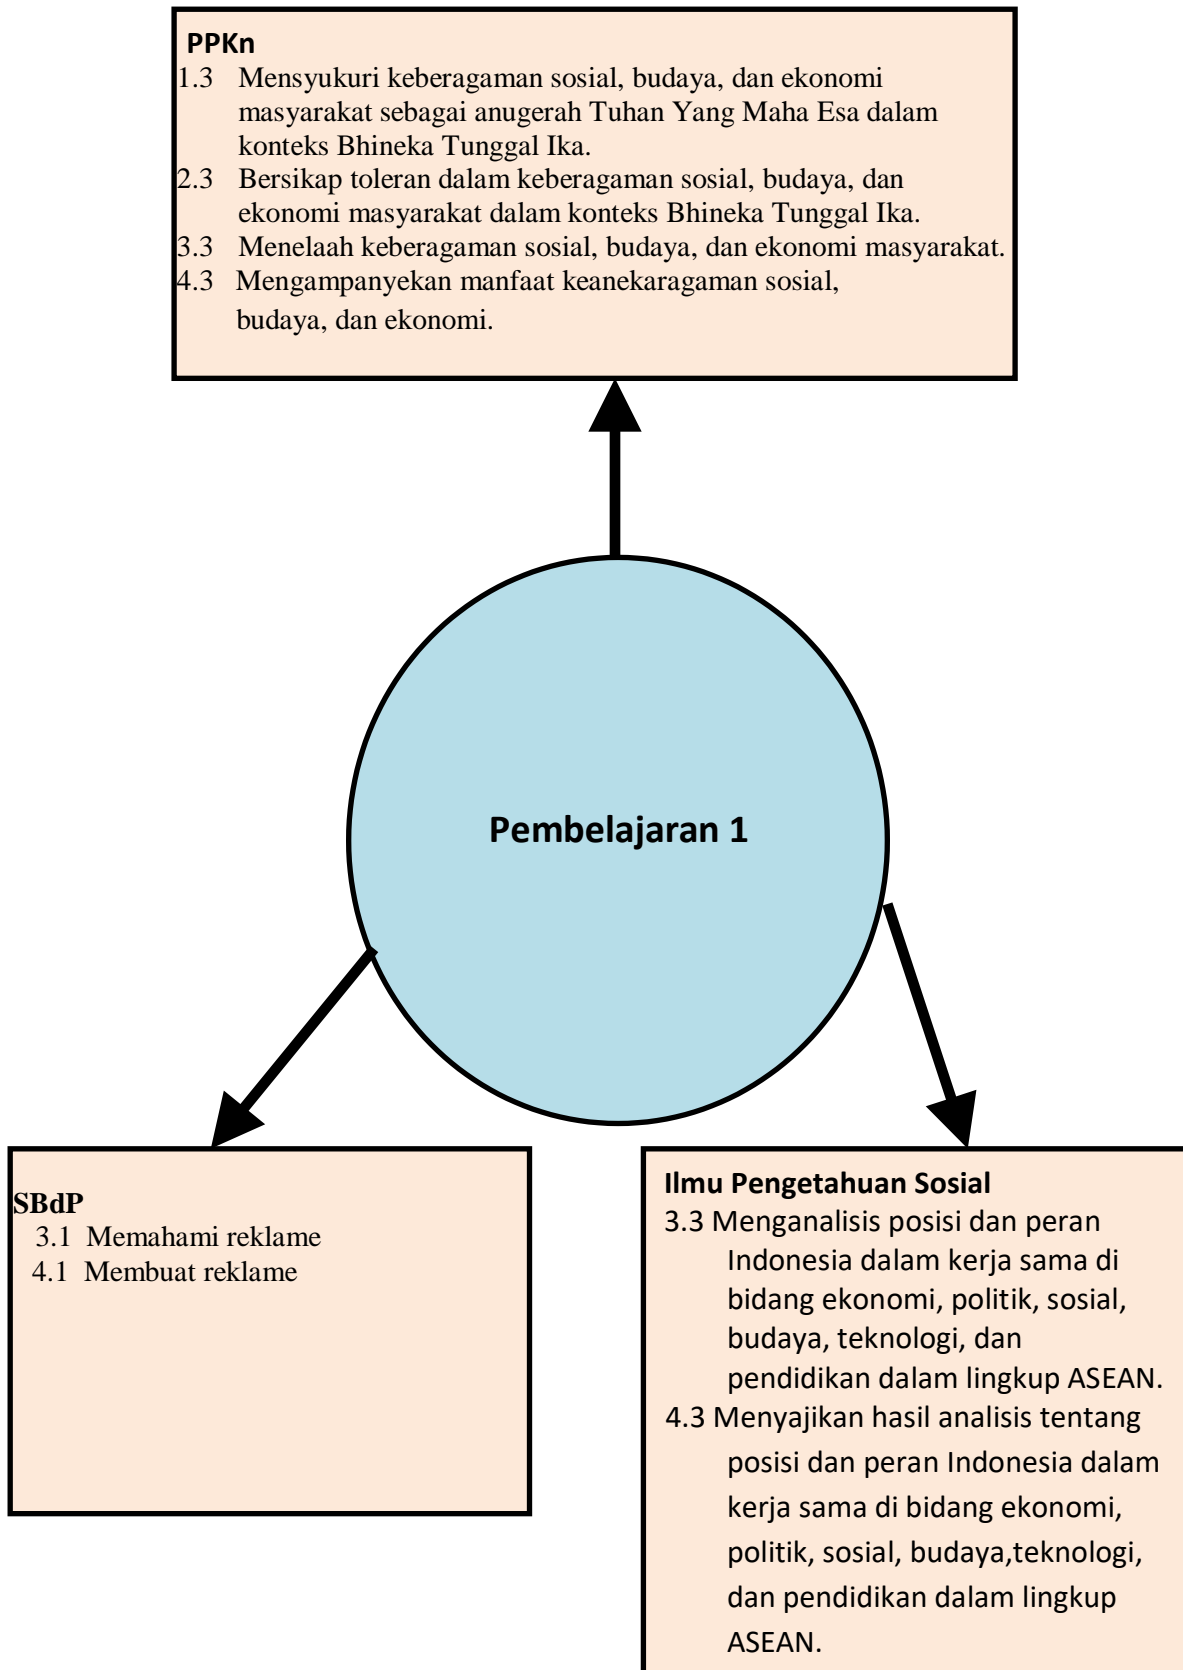 PPKn
1.3 Mensyukuri keberagaman sosial, budaya, dan ekonomi
masyarakat sebagai anugerah Tuhan Yang Maha Esa dalam
konteks Bhineka Tunggal Ika.
2.3 Bersikap toleran dalam keberagaman sosial, budaya, dan
ekonomi masyarakat dalam konteks Bhineka Tunggal Ika.
3.3 Menelaah keberagaman sosial, budaya, dan ekonomi masyarakat.
4.3 Mengampanyekan manfaat keanekaragaman sosial,
budaya, dan ekonomi.
Pembelajaran 1
SBdP
3.1 Memahami reklame
4.1 Membuat reklame
Ilmu Pengetahuan Sosial
3.3 Menganalisis posisi dan peran
Indonesia dalam kerja sama di
bidang ekonomi, politik, sosial,
budaya, teknologi, dan
pendidikan dalam lingkup ASEAN.
4.3 Menyajikan hasil analisis tentang
posisi dan peran Indonesia dalam
kerja sama di bidang ekonomi,
politik, sosial, budaya,teknologi,
dan pendidikan dalam lingkup
ASEAN.